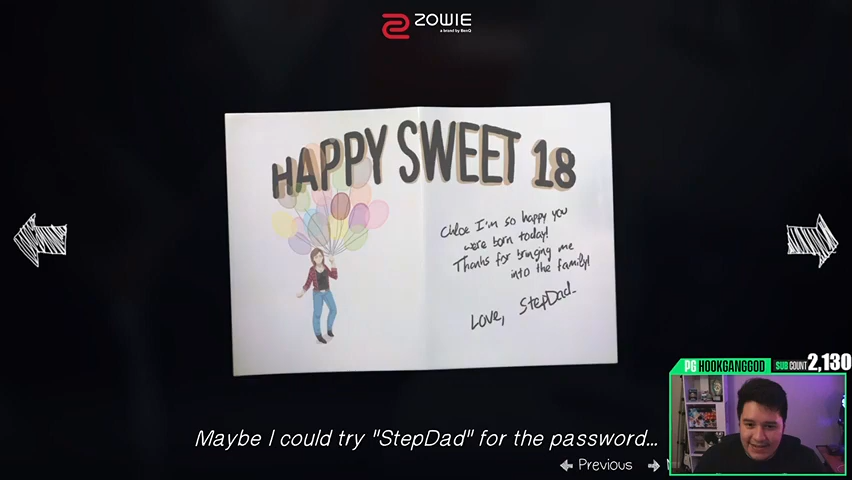 ZOWIE
a brand by BenQ
HAPPY SWEET 18
Chloe I'm so happy you
were born today!
Thanks for bringing me
into the family!
Love, StepDad
PG HOOKGANGGOD SUB COUNT 2,130
Maybe I could try "StepDad" for the password...
Previous